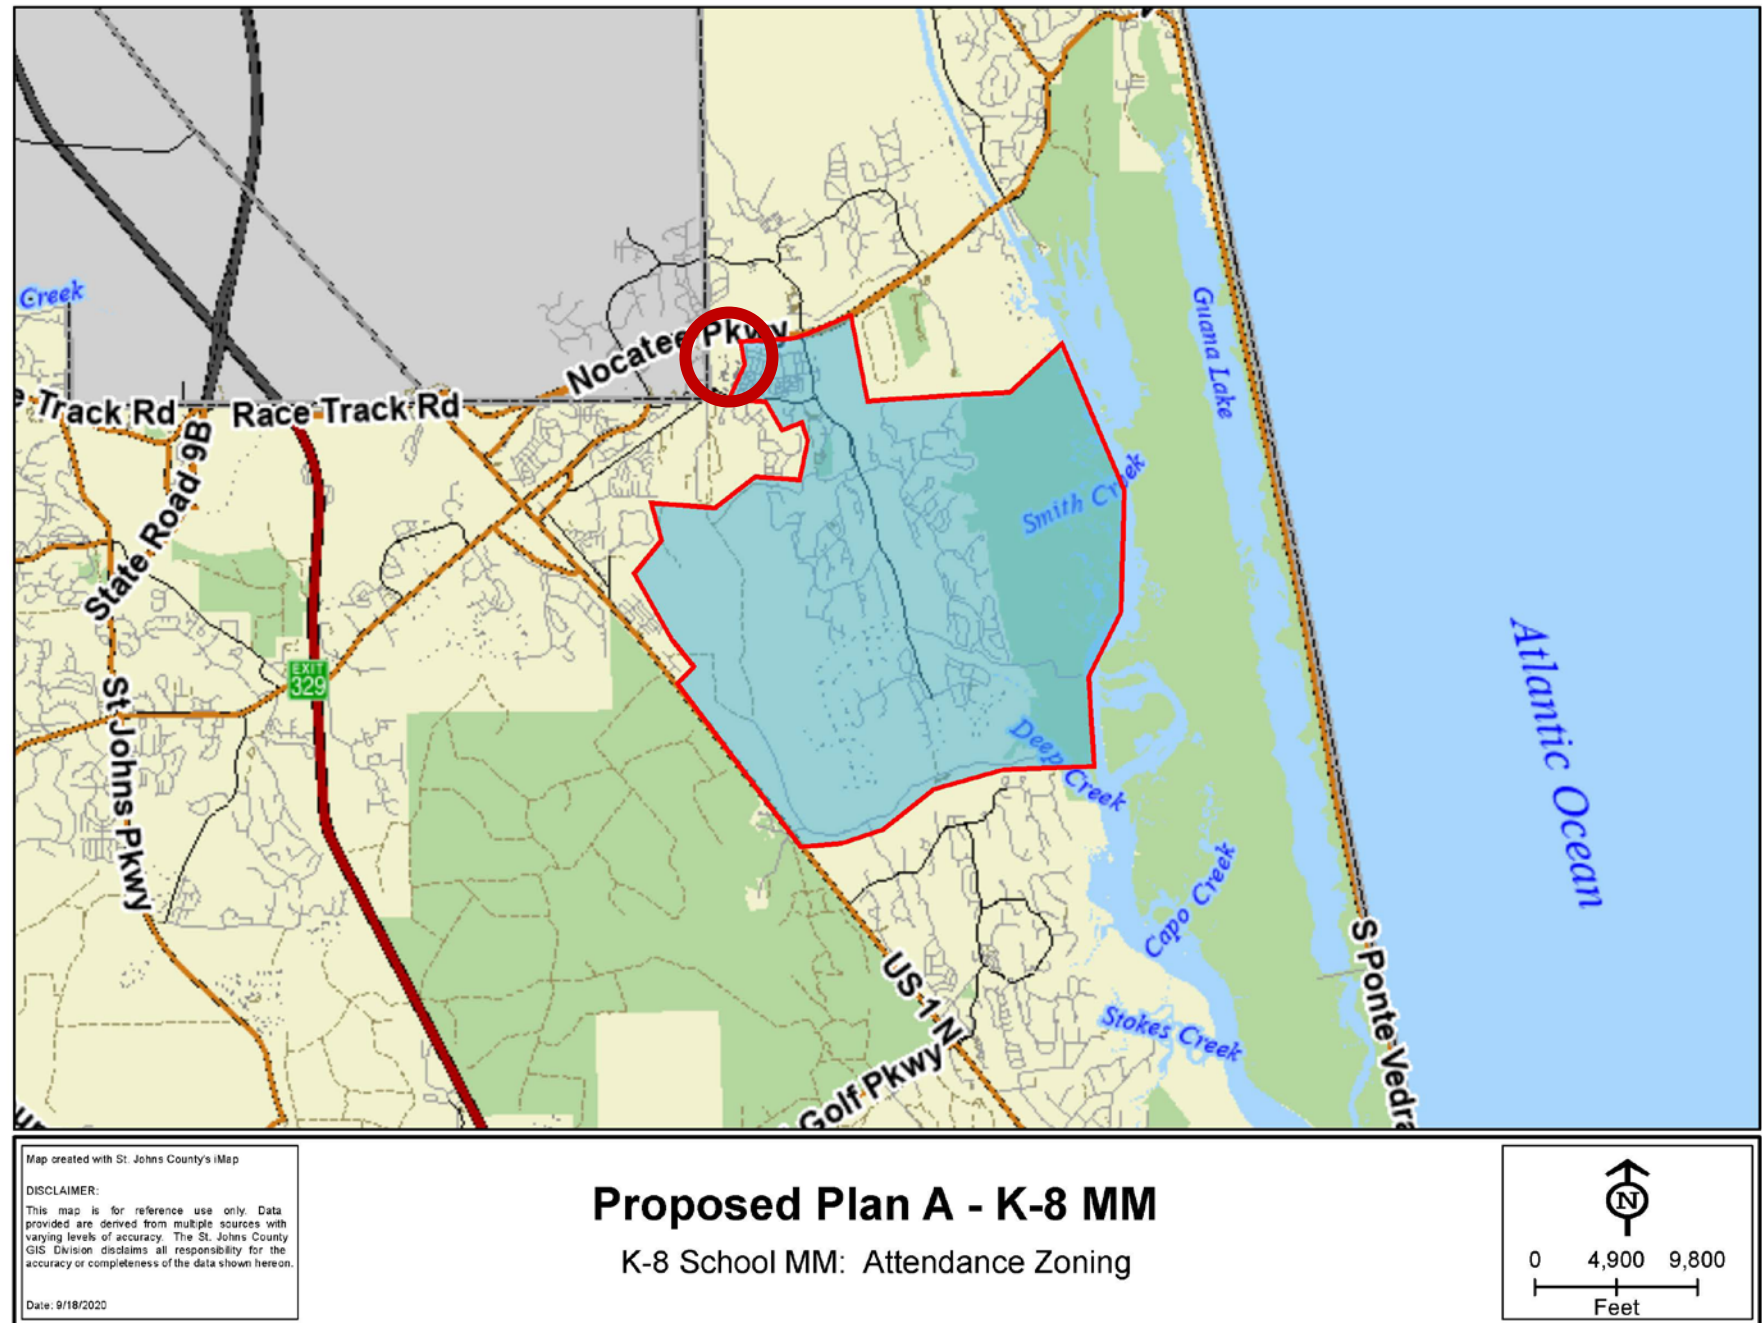 Creek
Nocatee Pkwy
Guana Lake
e Track Rd
Race Track Rd
State Road 9B
Smith Creek
EXIT
329
St Johns Pkwy
Atlantic Ocean
Deep Creek
Capo Creek
S Ponte Vedra
US 1 N
Stokes Creek
Golf Pkwy
Map created with St. Johns County's iMap
DISCLAIMER:
This map is for reference use only. Data
provided are derived from multiple sources with
varying levels of accuracy. The St. Johns County
GIS Division disclaims all responsibility for the
accuracy or completeness of the data shown hereon.
Date: 9/18/2020
Proposed Plan A - K-8 MM
K-8 School MM: Attendance Zoning
N
0 4,900 9,800
Feet